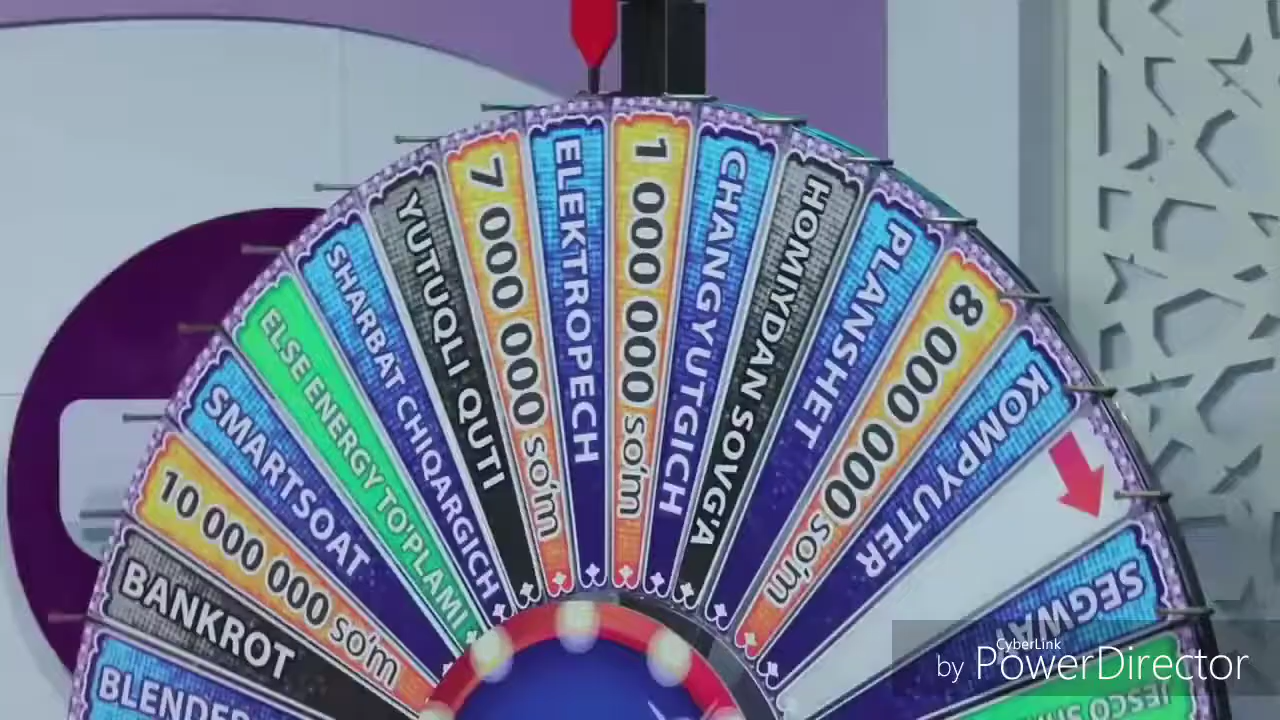 BLENDER
BANKROT
10 000 000 so'm
SMARTSOAT
ELSE ENERGY TO'PLAMI
SHARBAT CHIQARGICH
YUTUQLI QUTI
7 000 000 so'm
ELEKTROPECH
1 000 000 so'm
CHANGYUTGICH
HOMIYDAN SOVG'A
PLANSHET
8 000 000 so'm
KOMPYUTER
SEGWA
CyberLink
by PowerDirector